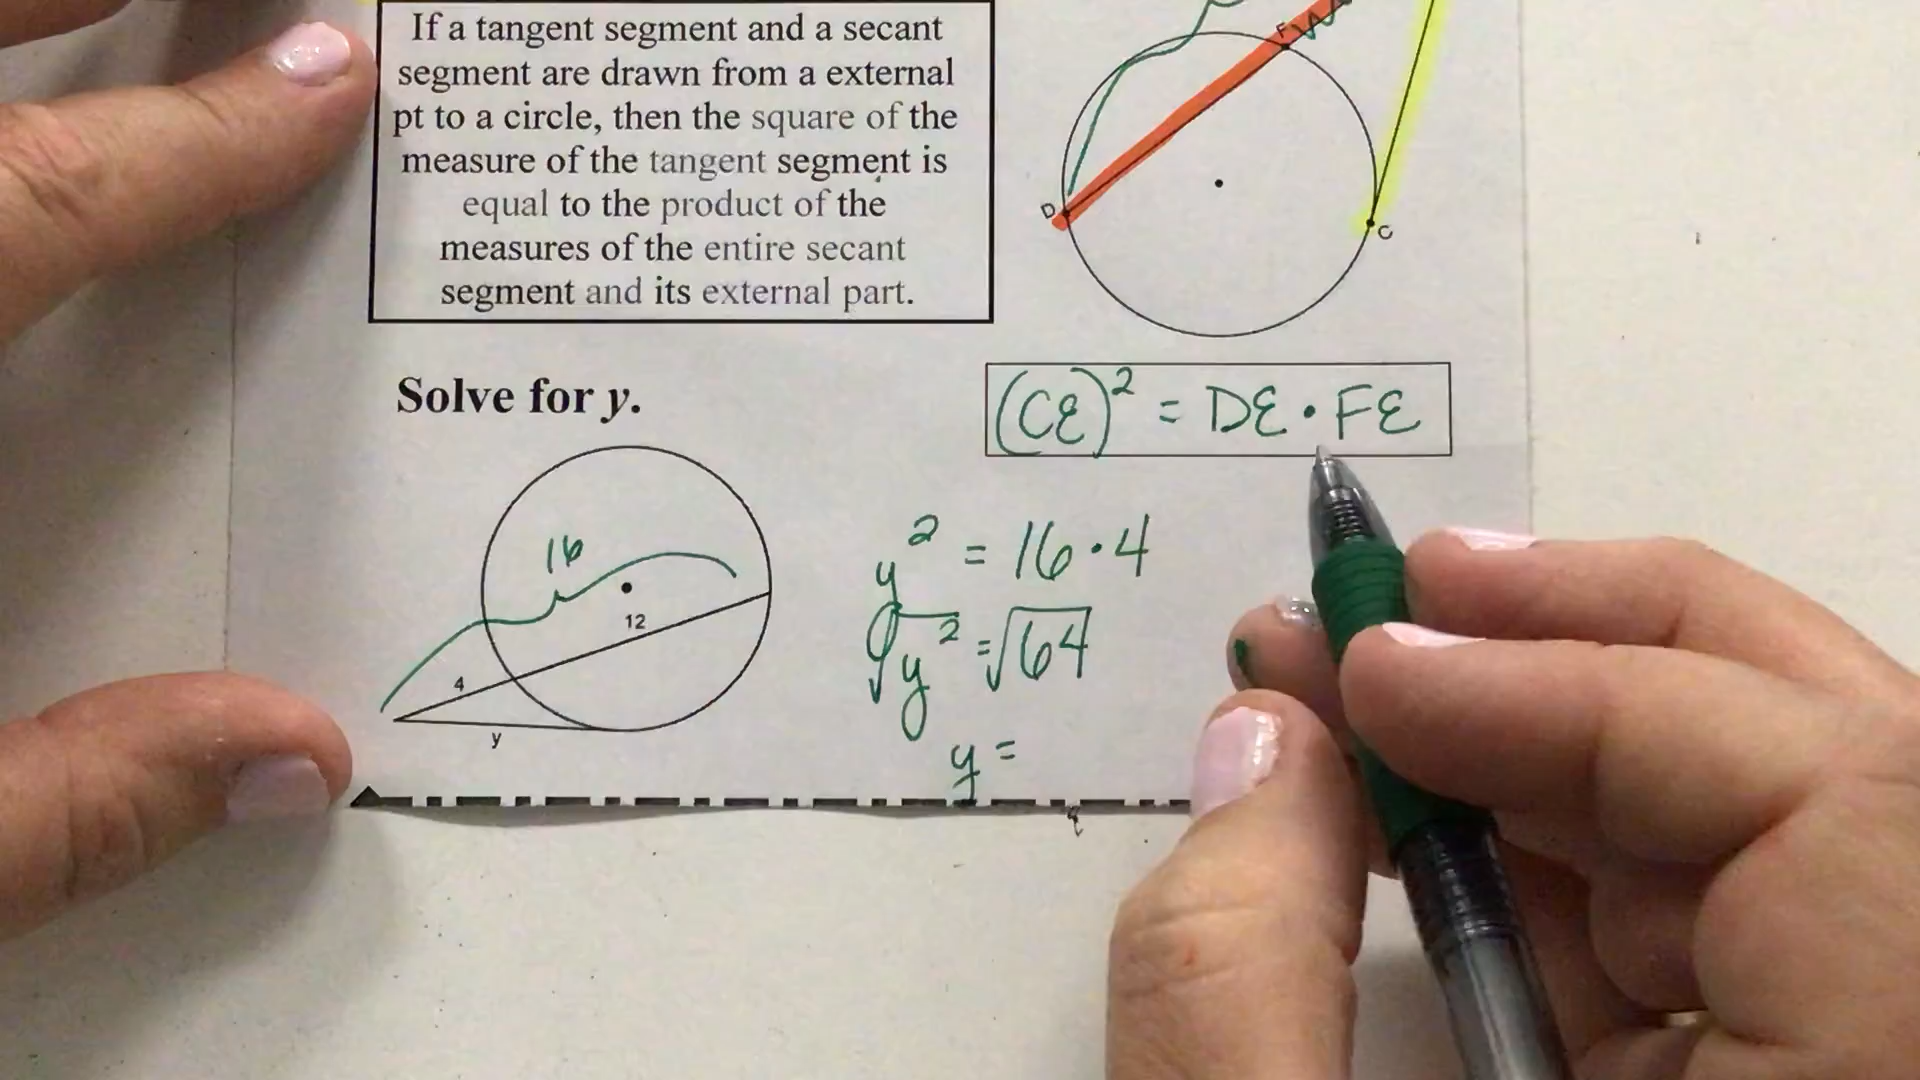 If a tangent segment and a secant
segment are drawn from a external
pt to a circle, then the square of the
measure of the tangent segment is
equal to the product of the
measures of the entire secant
segment and its external part.
F
D
C
Solve for y.
(CE)² = DE • FE
16
12
4
y
y² = 16 • 4
√y² = √64
y =